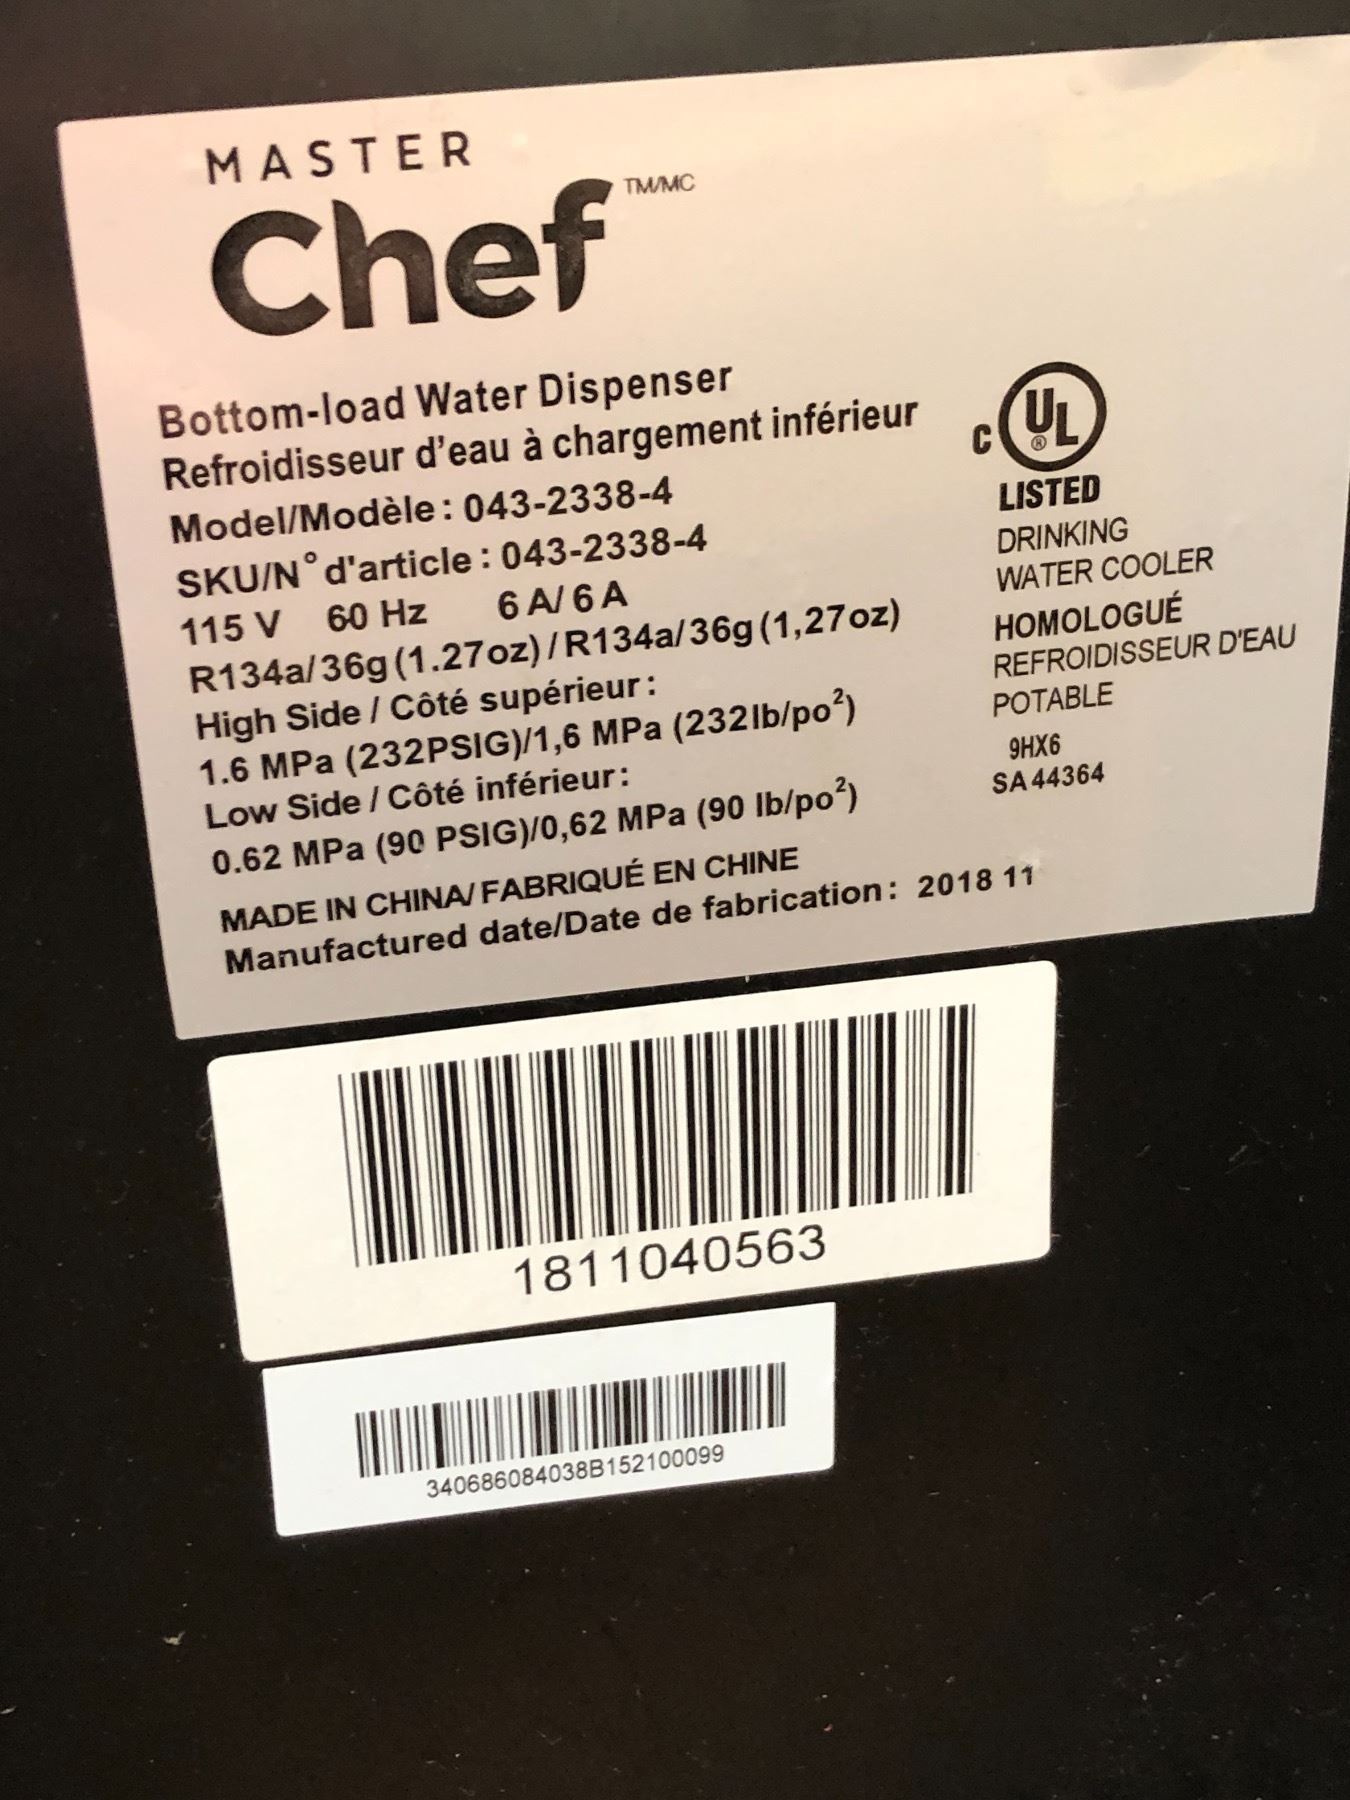 MASTER
Chef TM/MC
Bottom-load Water Dispenser
Refroidisseur d'eau à chargement inférieur
Model/Modèle : 043-2338-4
SKU/N° d'article : 043-2338-4
115 V 60 Hz 6 A/ 6 A
R134a/ 36g (1.27oz) / R134a/ 36g (1,27oz)
High Side / Côté supérieur :
1.6 MPa (232PSIG)/1,6 MPa (232lb/po²)
Low Side / Côté inférieur :
0.62 MPa (90 PSIG)/0,62 MPa (90 lb/po²)
MADE IN CHINA/ FABRIQUÉ EN CHINE
Manufactured date/Date de fabrication : 2018 11
C UL ®
LISTED
DRINKING
WATER COOLER
HOMOLOGUÉ
REFROIDISSEUR D'EAU
POTABLE
9HX6
SA 44364
1811040563
340686084038B152100099